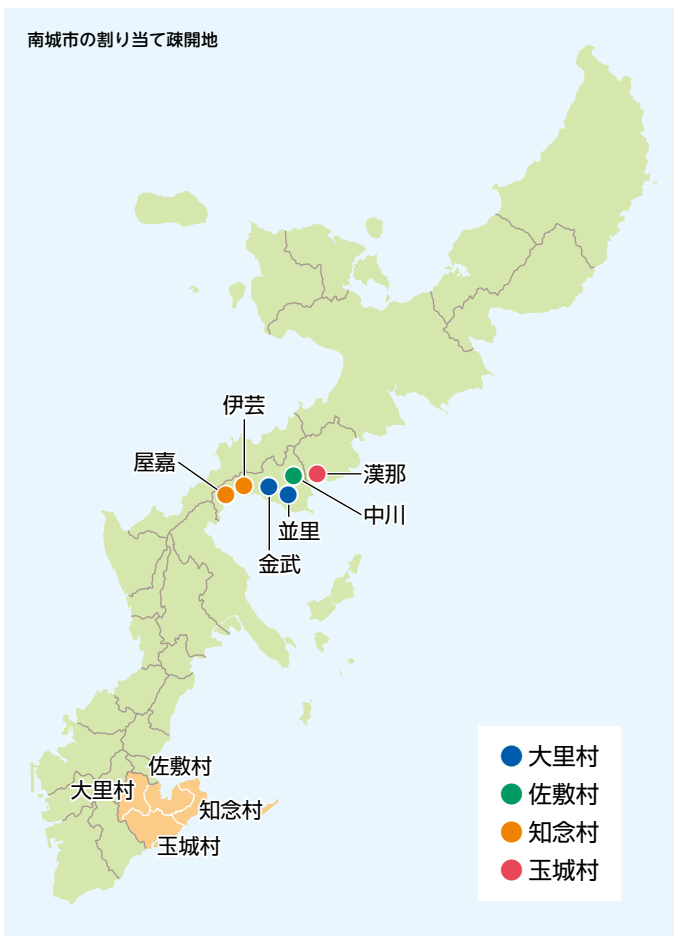 南城市の割り当て疎開地
伊芸
屋嘉
漢那
中川
並里
金武
佐敷村
大里村
知念村
玉城村
大里村
佐敷村
知念村
玉城村